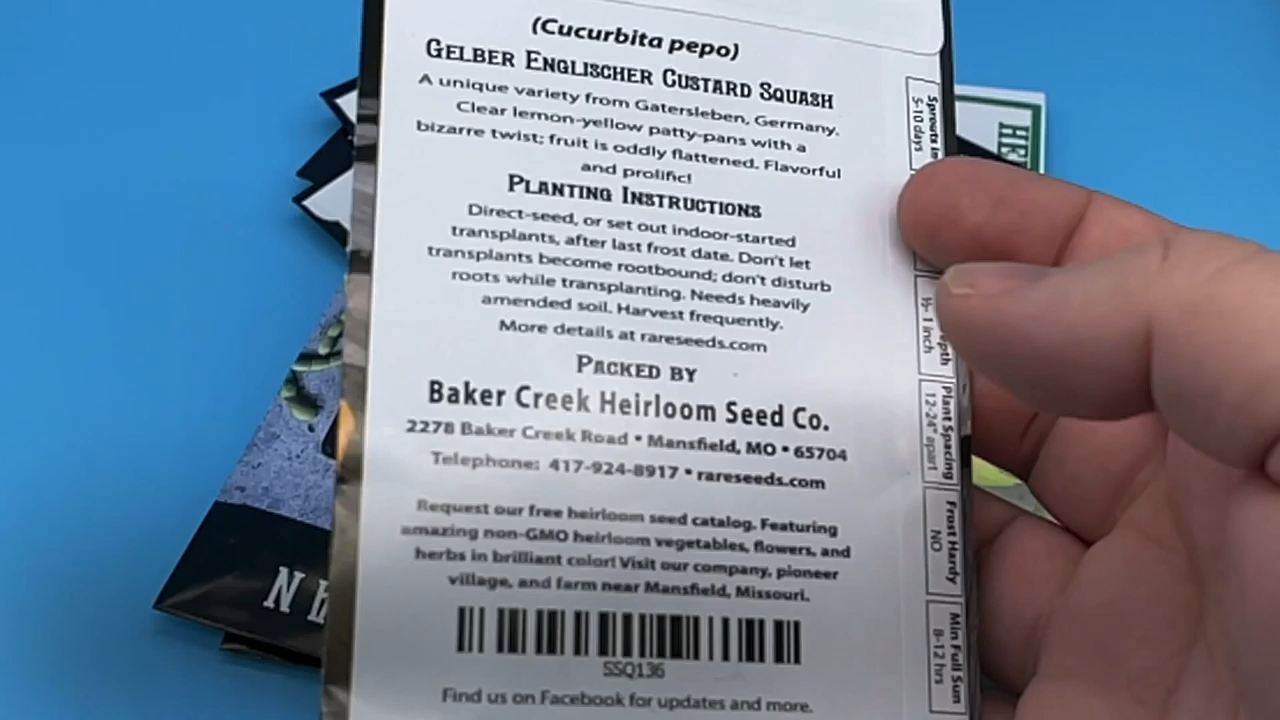 (Cucurbita pepo)
GELBER ENGLISCHER CUSTARD SQUASH
A unique variety from Gatersleben, Germany.
Clear lemon-yellow patty-pans with a
bizarre twist; fruit is oddly flattened. Flavorful
and prolific!
PLANTING INSTRUCTIONS
Direct-seed, or set out indoor-started
transplants, after last frost date. Don't let
transplants become rootbound; don't disturb
roots while transplanting. Needs heavily
amended soil. Harvest frequently.
More details at rareseeds.com
PACKED BY
Baker Creek Heirloom Seed Co.
2278 Baker Creek Road • Mansfield, MO • 65704
Telephone: 417-924-8917 • rareseeds.com
Request our free heirloom seed catalog. Featuring
amazing non-GMO heirloom vegetables, flowers, and
herbs in brilliant color! Visit our company, pioneer
village, and farm near Mansfield, Missouri.
SSQ136
Find us on Facebook for updates and more.
Sprouts in
5-10 days
½- 1 inch
Plant Spacing
12-24" apart
Frost Hardy
NO
Min Full Sun
8-12 hrs